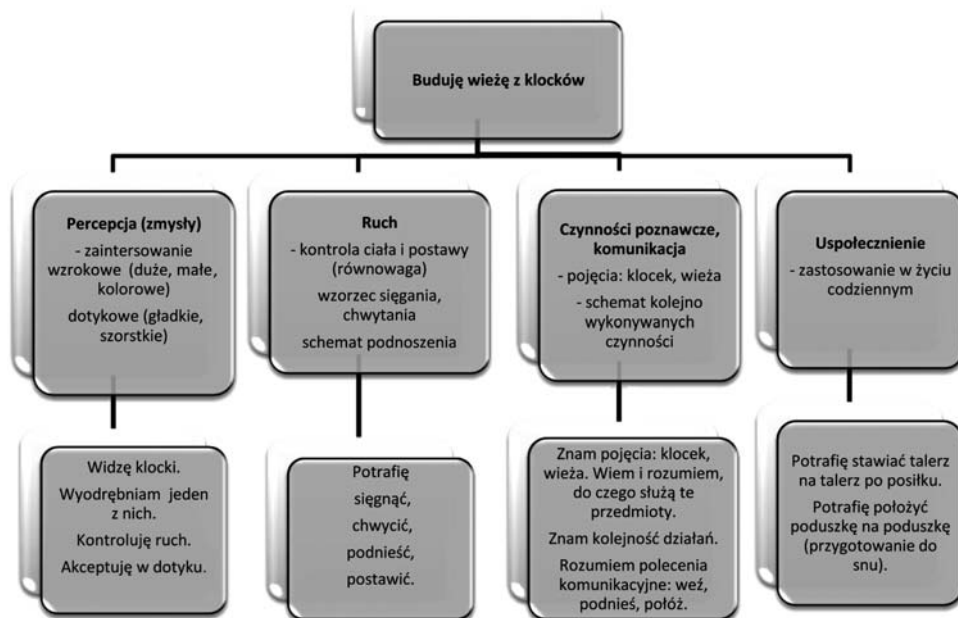 Buduję wieżę z klocków
Percepcja (zmysły)
- zaintersowanie
wzrokowe (duże, małe,
kolorowe)
dotykowe (gładkie,
szorstkie)
Ruch
- kontrola ciała i postawy
(równowaga)
wzorzec sięgania,
chwytania
schemat podnoszenia
Czynności poznawcze,
komunikacja
- pojęcia: klocek, wieża
- schemat kolejno
wykonywanych
czynności
Uspołecznienie
- zastosowanie w życiu
codziennym
Widzę klocki.
Wyodrębniam jeden
z nich.
Kontroluję ruch.
Akceptuję w dotyku.
Potrafię
sięgnąć,
chwycić,
podnieść,
postawić.
Znam pojęcia: klocek,
wieża. Wiem i rozumiem,
do czego służą te
przedmioty.
Znam kolejność działań.
Rozumiem polecenia
komunikacyjne: weź,
podnieś, połóż.
Potrafię stawiać talerz
na talerz po posiłku.
Potrafię położyć
poduszkę na poduszkę
(przygotowanie do
snu).